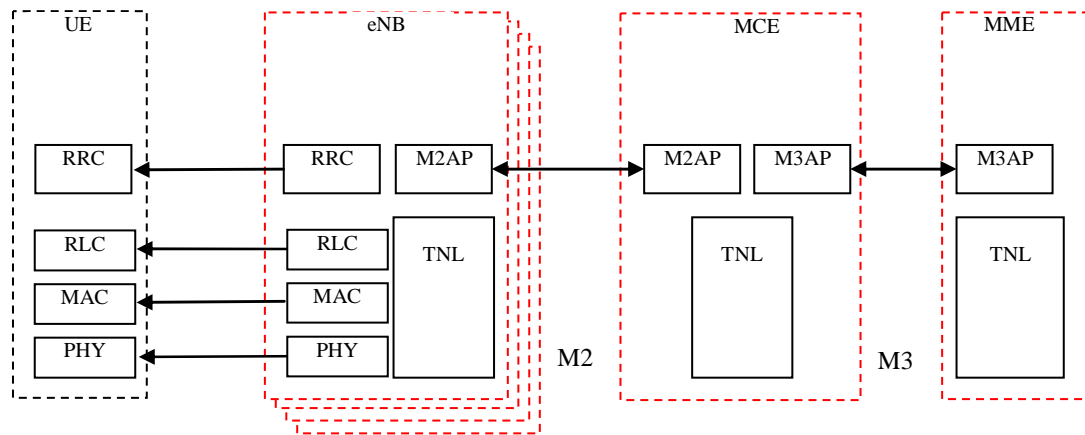 UE
eNB
MCE
MME
RRC
RRC
M2AP
M2AP
M3AP
M3AP
RLC
RLC
TNL
TNL
TNL
MAC
MAC
PHY
PHY
M2
M3